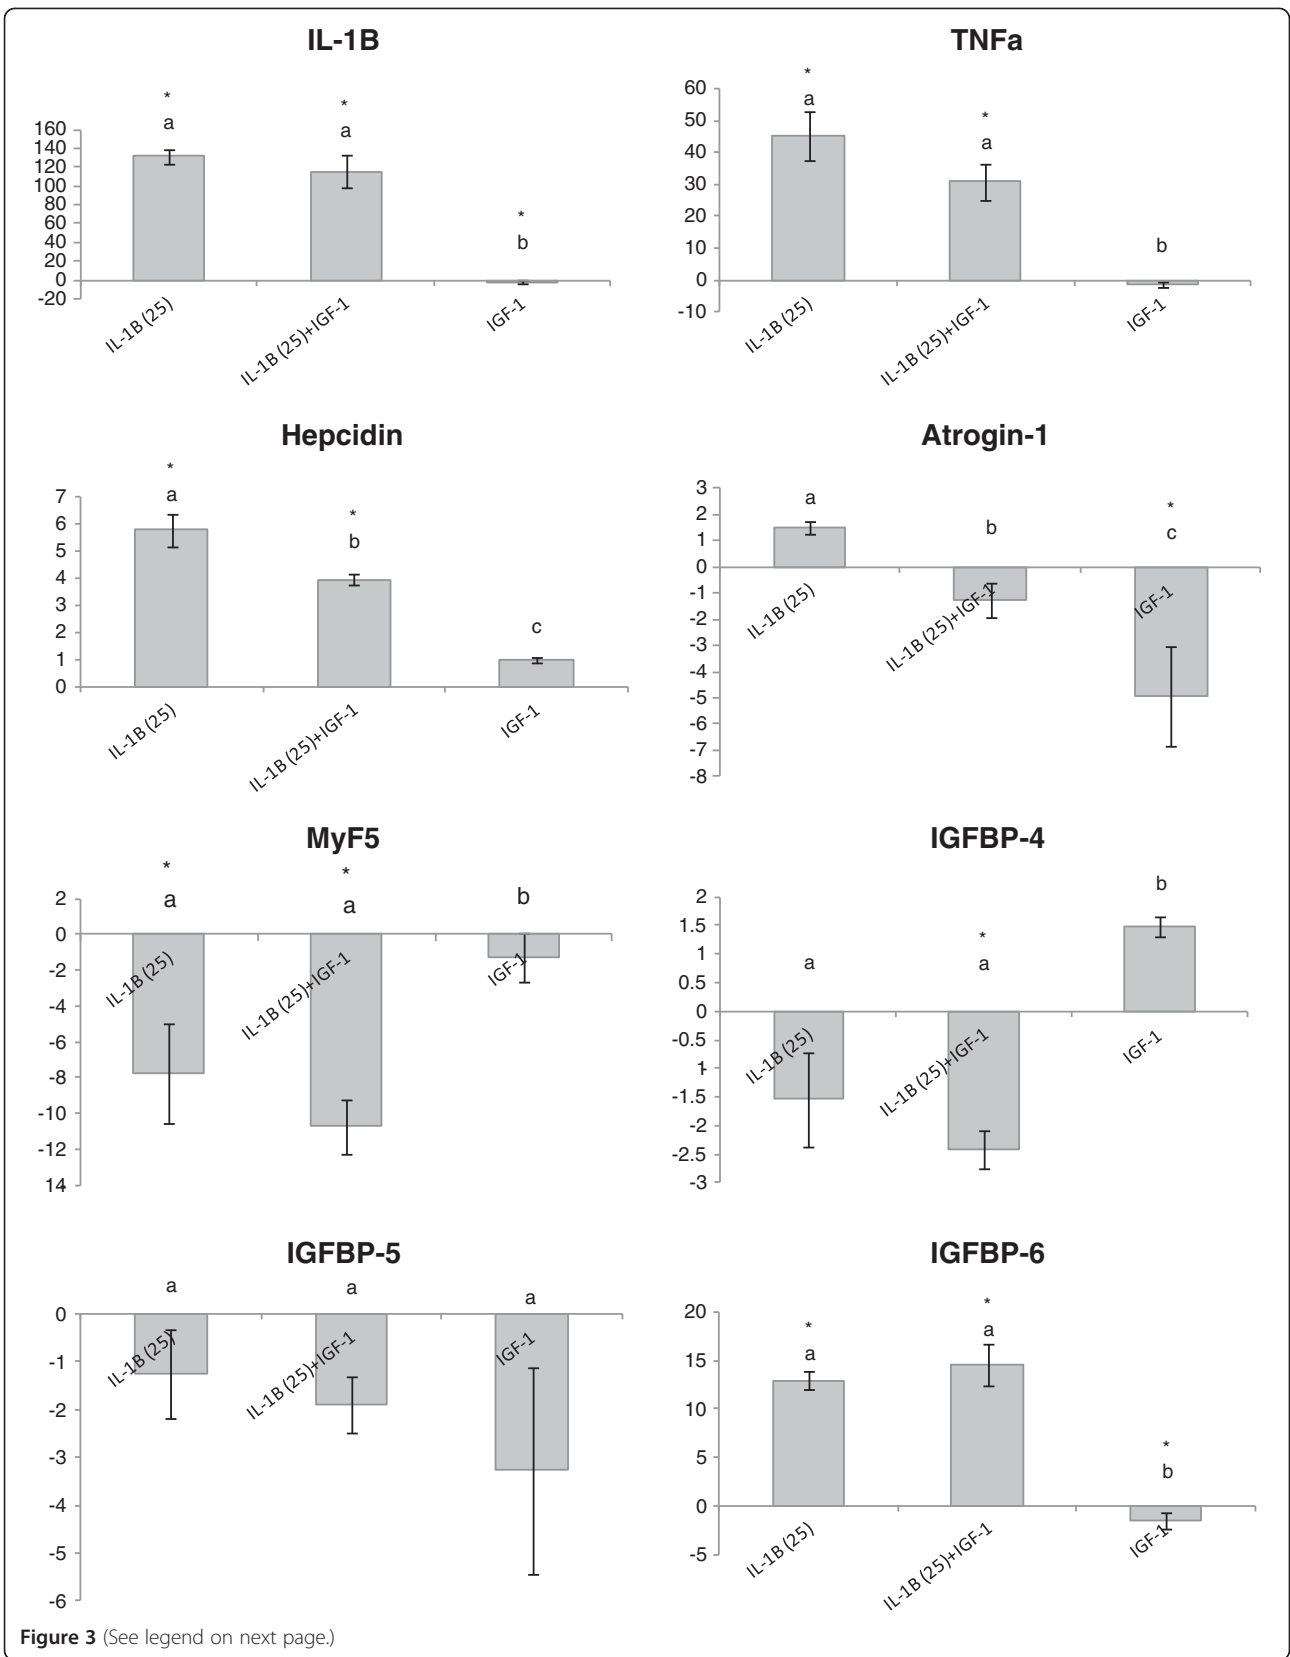 IL-1B
*
a
*
a
*
b
160
140
120
100
80
60
40
20
0
-20
IL-1B (25)
IL-1B (25)+IGF-1
IGF-1
TNFa
*
a
*
a
b
60
50
40
30
20
10
0
-10
IL-1B (25)
IL-1B (25)+IGF-1
IGF-1
Hepcidin
*
a
*
b
c
7
6
5
4
3
2
1
0
IL-1B (25)
IL-1B (25)+IGF-1
IGF-1
Atrogin-1
a
b
*
c
3
2
1
0
-1
-2
-3
-4
-5
-6
-7
-8
IL-1B (25)
IL-1B (25)+IGF-1
IGF-1
MyF5
*
a
*
a
b
2
0
-2
-4
-6
-8
-10
-12
14
IL-1B (25)
IL-1B (25)+IGF-1
IGF-1
IGFBP-4
a
*
a
b
2
1.5
1
0.5
0
-0.5
1
-1.5
-2
-2.5
-3
IL-1B (25)
IL-1B (25)+IGF-1
IGF-1
IGFBP-5
a
a
a
0
-1
-2
-3
-4
-5
-6
IL-1B (25)
IL-1B (25)+IGF-1
IGF-1
IGFBP-6
*
a
*
a
*
b
20
15
10
5
0
-5
IL-1B (25)
IL-1B (25)+IGF-1
IGF-1
Figure 3 (See legend on next page.)